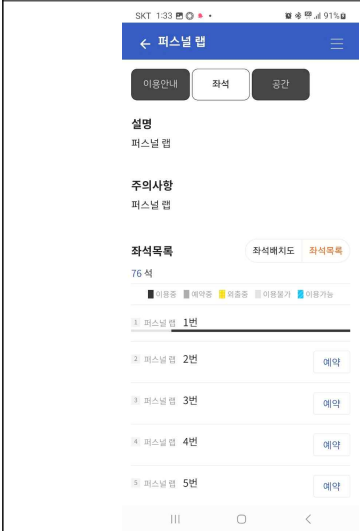 SKT 1:33
91%
← 퍼스널 랩
이용안내 좌석 공간
설명
퍼스널 랩
주의사항
퍼스널 랩
좌석목록 좌석배치도 좌석목록
76 석
이용중 예약중 외출중 이용불가 이용가능
1 퍼스널 랩 1번
2 퍼스널 랩 2번 예약
3 퍼스널 랩 3번 예약
4 퍼스널 랩 4번 예약
5 퍼스널 랩 5번 예약